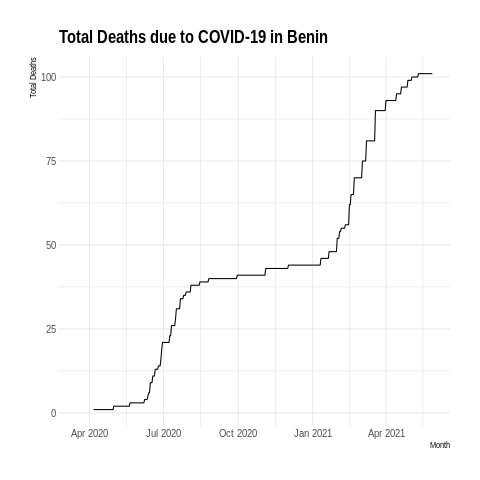 Total Deaths due to COVID-19 in Benin
Total Deaths
100
75
50
25
0
Apr 2020 Jul 2020 Oct 2020 Jan 2021 Apr 2021
Month